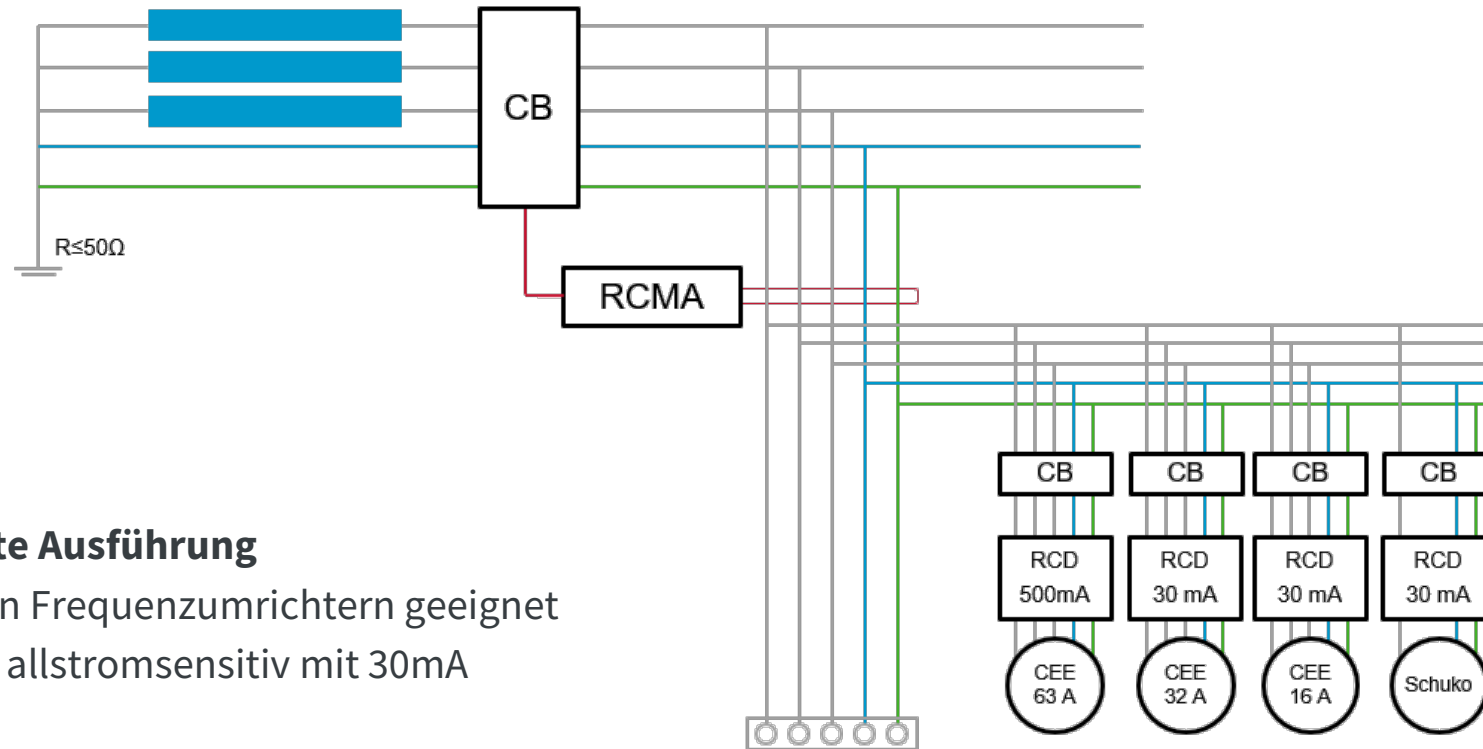 CB
R≤50Ω
RCMA
CB
CB
CB
CB
RCD
500mA
RCD
30 mA
RCD
30 mA
RCD
30 mA
CEE
63 A
CEE
32 A
CEE
16 A
Schuko
te Ausführung
n Frequenzumrichtern geeignet
allstromsensitiv mit 30mA